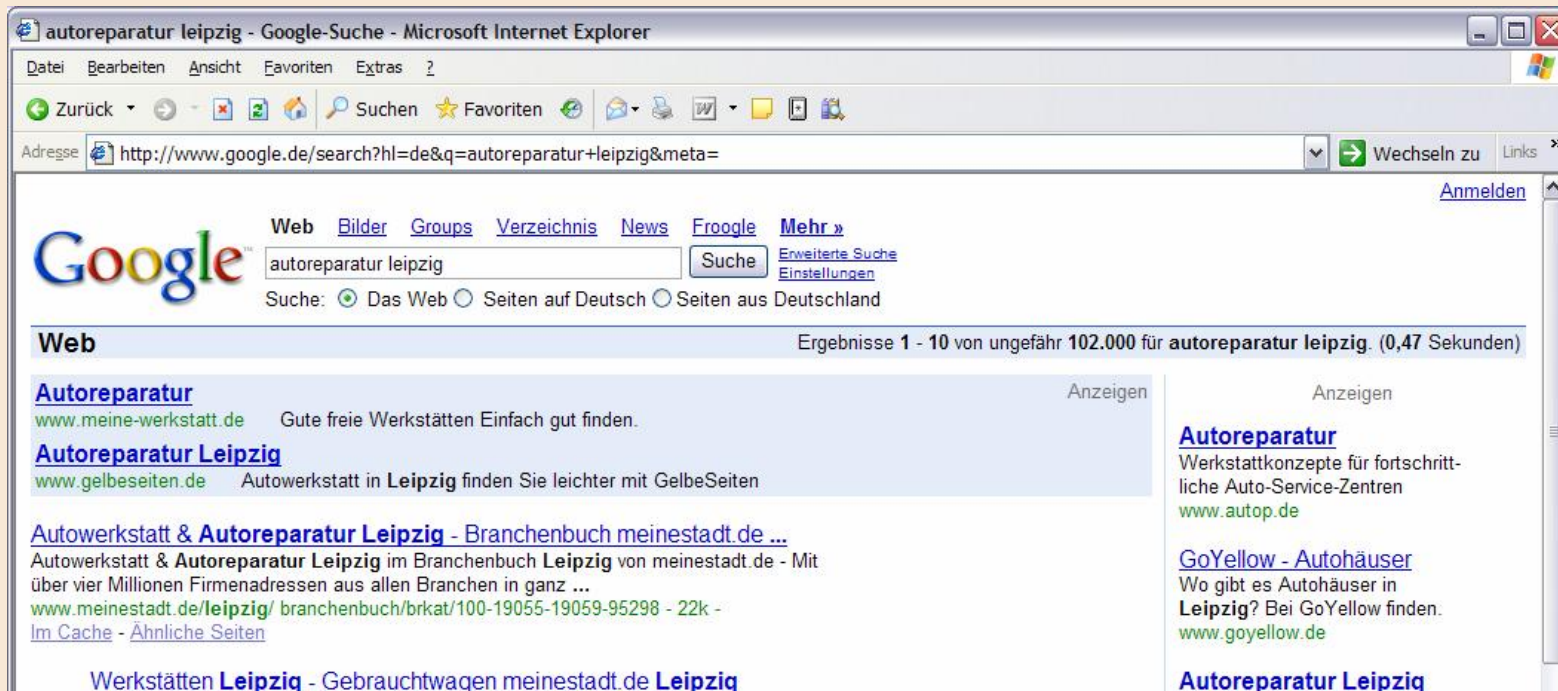 autoreparatur leipzig - Google-Suche - Microsoft Internet Explorer
Datei Bearbeiten Ansicht Favoriten Extras ?
Zurück Suchen Favoriten
Adresse http://www.google.de/search?hl=de&q=autoreparatur+leipzig&meta= Wechseln zu Links »
Anmelden
Google™
Web Bilder Groups Verzeichnis News Froogle Mehr »
autoreparatur leipzig Suche Erweiterte Suche
Einstellungen
Suche: Das Web Seiten auf Deutsch Seiten aus Deutschland
Web Ergebnisse 1 - 10 von ungefähr 102.000 für autoreparatur leipzig. (0,47 Sekunden)
Autoreparatur Anzeigen
www.meine-werkstatt.de Gute freie Werkstätten Einfach gut finden.
Autoreparatur Leipzig
www.gelbeseiten.de Autowerkstatt in Leipzig finden Sie leichter mit GelbeSeiten
Autowerkstatt & Autoreparatur Leipzig - Branchenbuch meinestadt.de ...
Autowerkstatt & Autoreparatur Leipzig im Branchenbuch Leipzig von meinestadt.de - Mit
über vier Millionen Firmenadressen aus allen Branchen in ganz ...
www.meinestadt.de/leipzig/ branchenbuch/brkat/100-19055-19059-95298 - 22k -
Im Cache - Ähnliche Seiten
Werkstätten Leipzig - Gebrauchtwagen meinestadt.de Leipzig
Anzeigen
Autoreparatur
Werkstattkonzepte für fortschritt-
liche Auto-Service-Zentren
www.autop.de
GoYellow - Autohäuser
Wo gibt es Autohäuser in
Leipzig? Bei GoYellow finden.
www.goyellow.de
Autoreparatur Leipzig